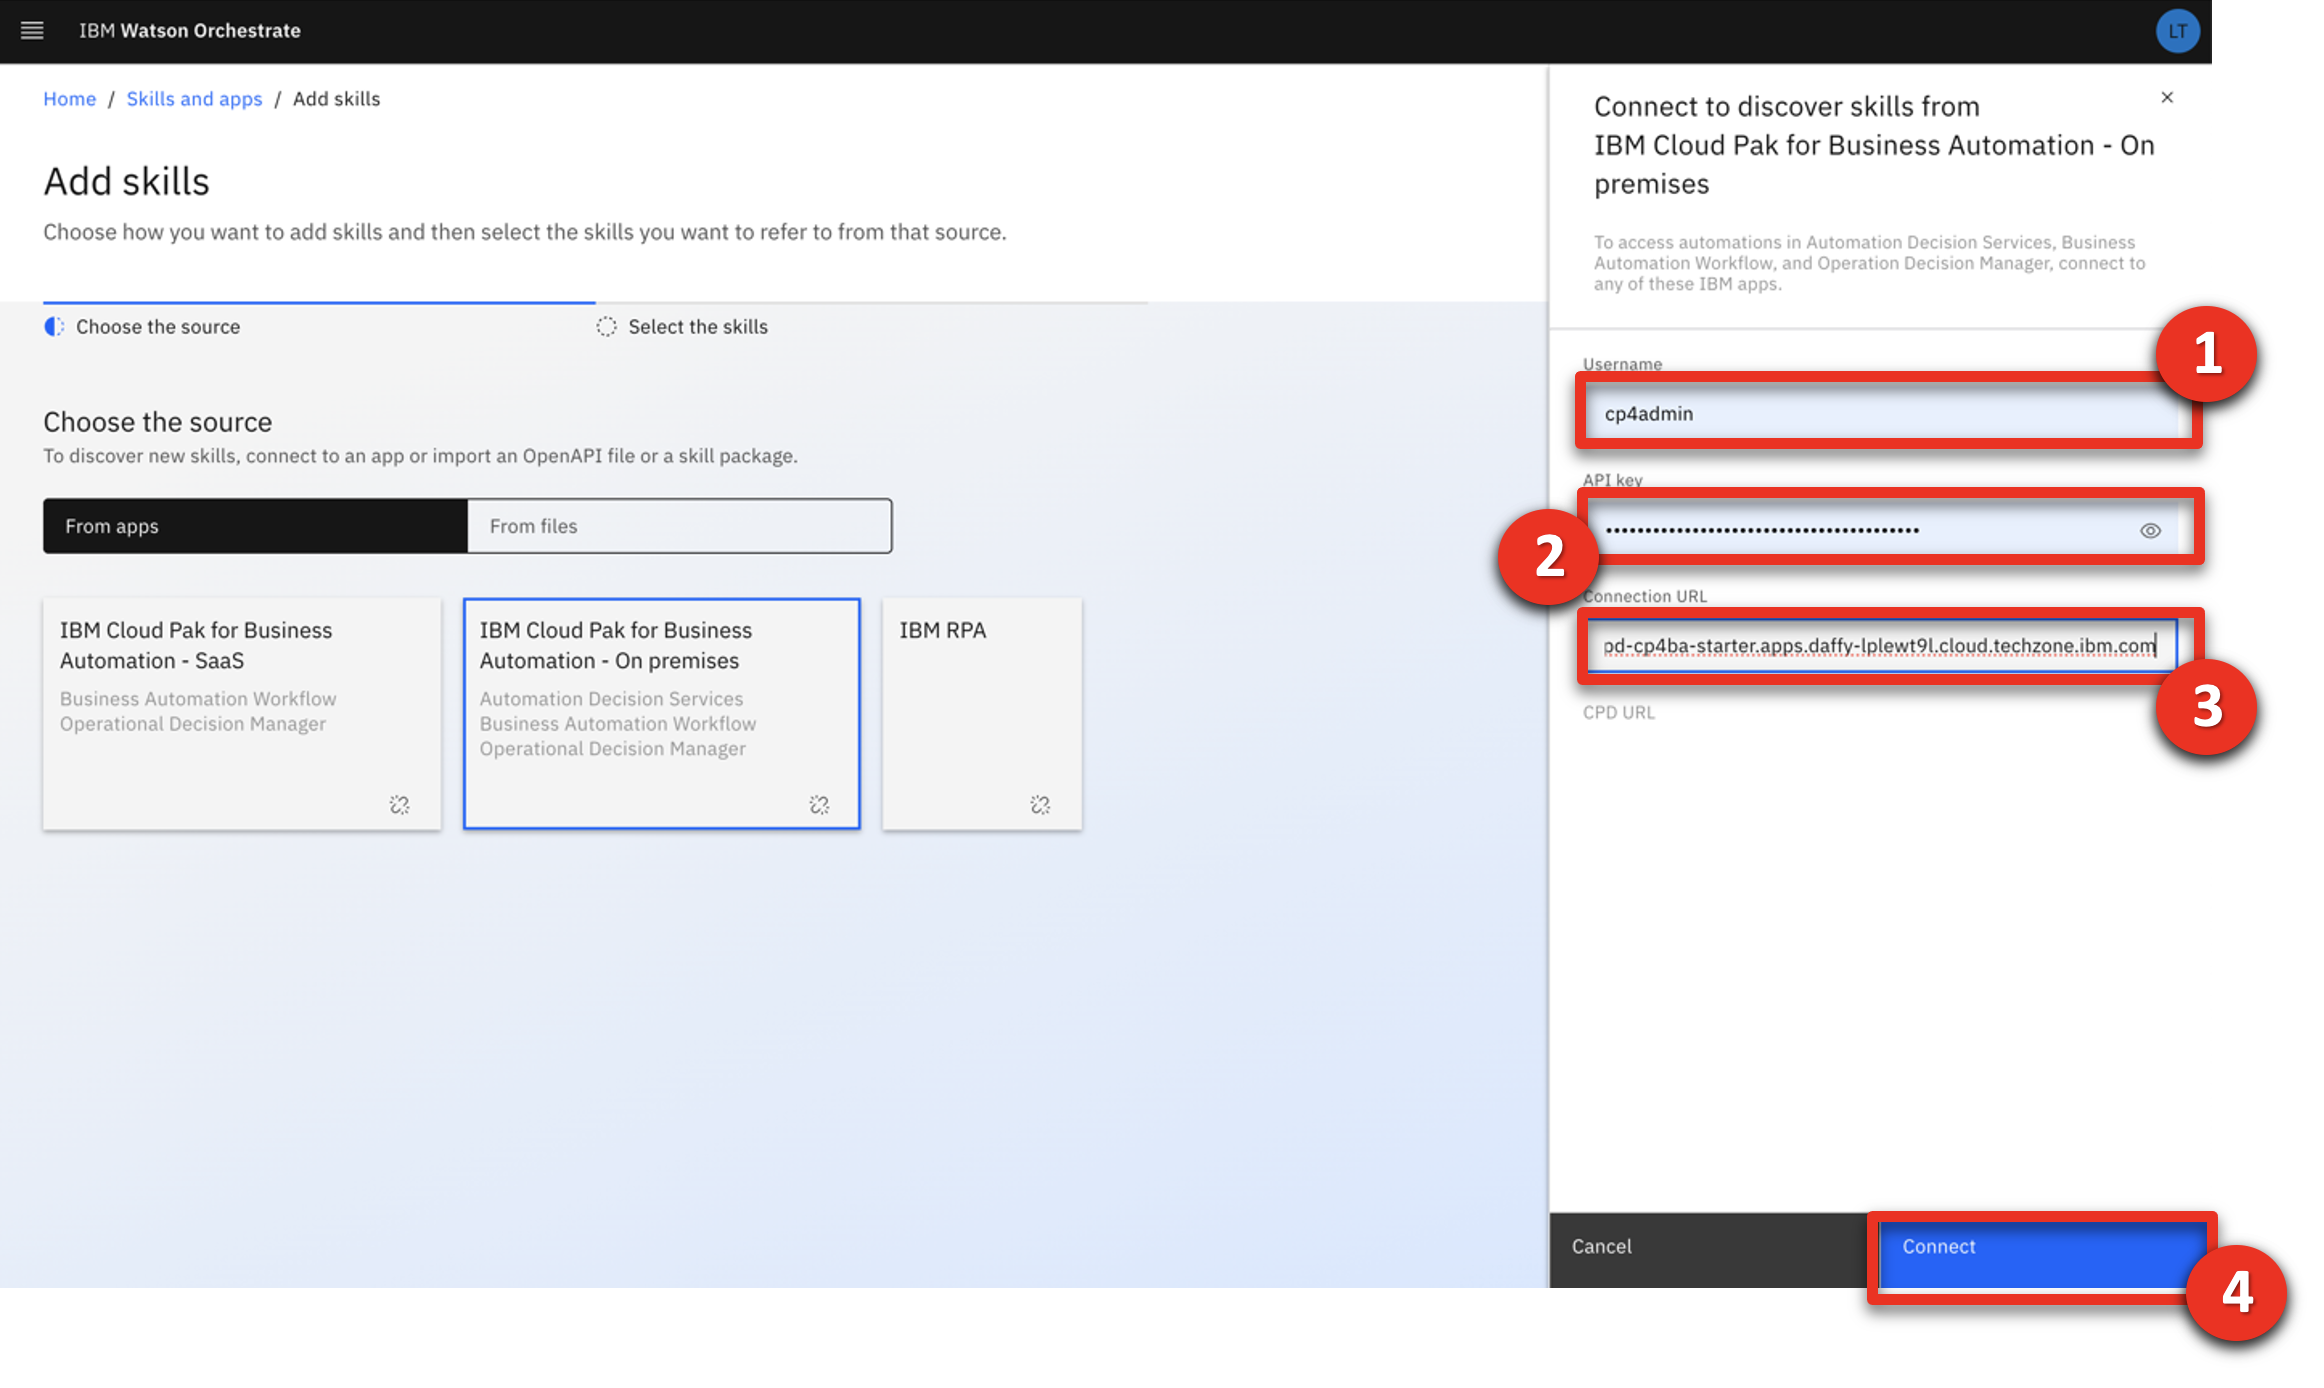 IBM Watson Orchestrate
LT
Home / Skills and apps / Add skills
Add skills
Choose how you want to add skills and then select the skills you want to refer to from that source.
Choose the source
Select the skills
Choose the source
To discover new skills, connect to an app or import an OpenAPI file or a skill package.
From apps
From files
IBM Cloud Pak for Business
Automation - SaaS
Business Automation Workflow
Operational Decision Manager
IBM Cloud Pak for Business
Automation - On premises
Automation Decision Services
Business Automation Workflow
Operational Decision Manager
IBM RPA
Connect to discover skills from
IBM Cloud Pak for Business Automation - On
premises
To access automations in Automation Decision Services, Business
Automation Workflow, and Operation Decision Manager, connect to
any of these IBM apps.
1
Username
cp4admin
API key
••••••••••••••••••••••••••••••••••••••••
2
Connection URL
pd-cp4ba-starter.apps.daffy-lplewt9l.cloud.techzone.ibm.com
3
CPD URL
Cancel
Connect
4